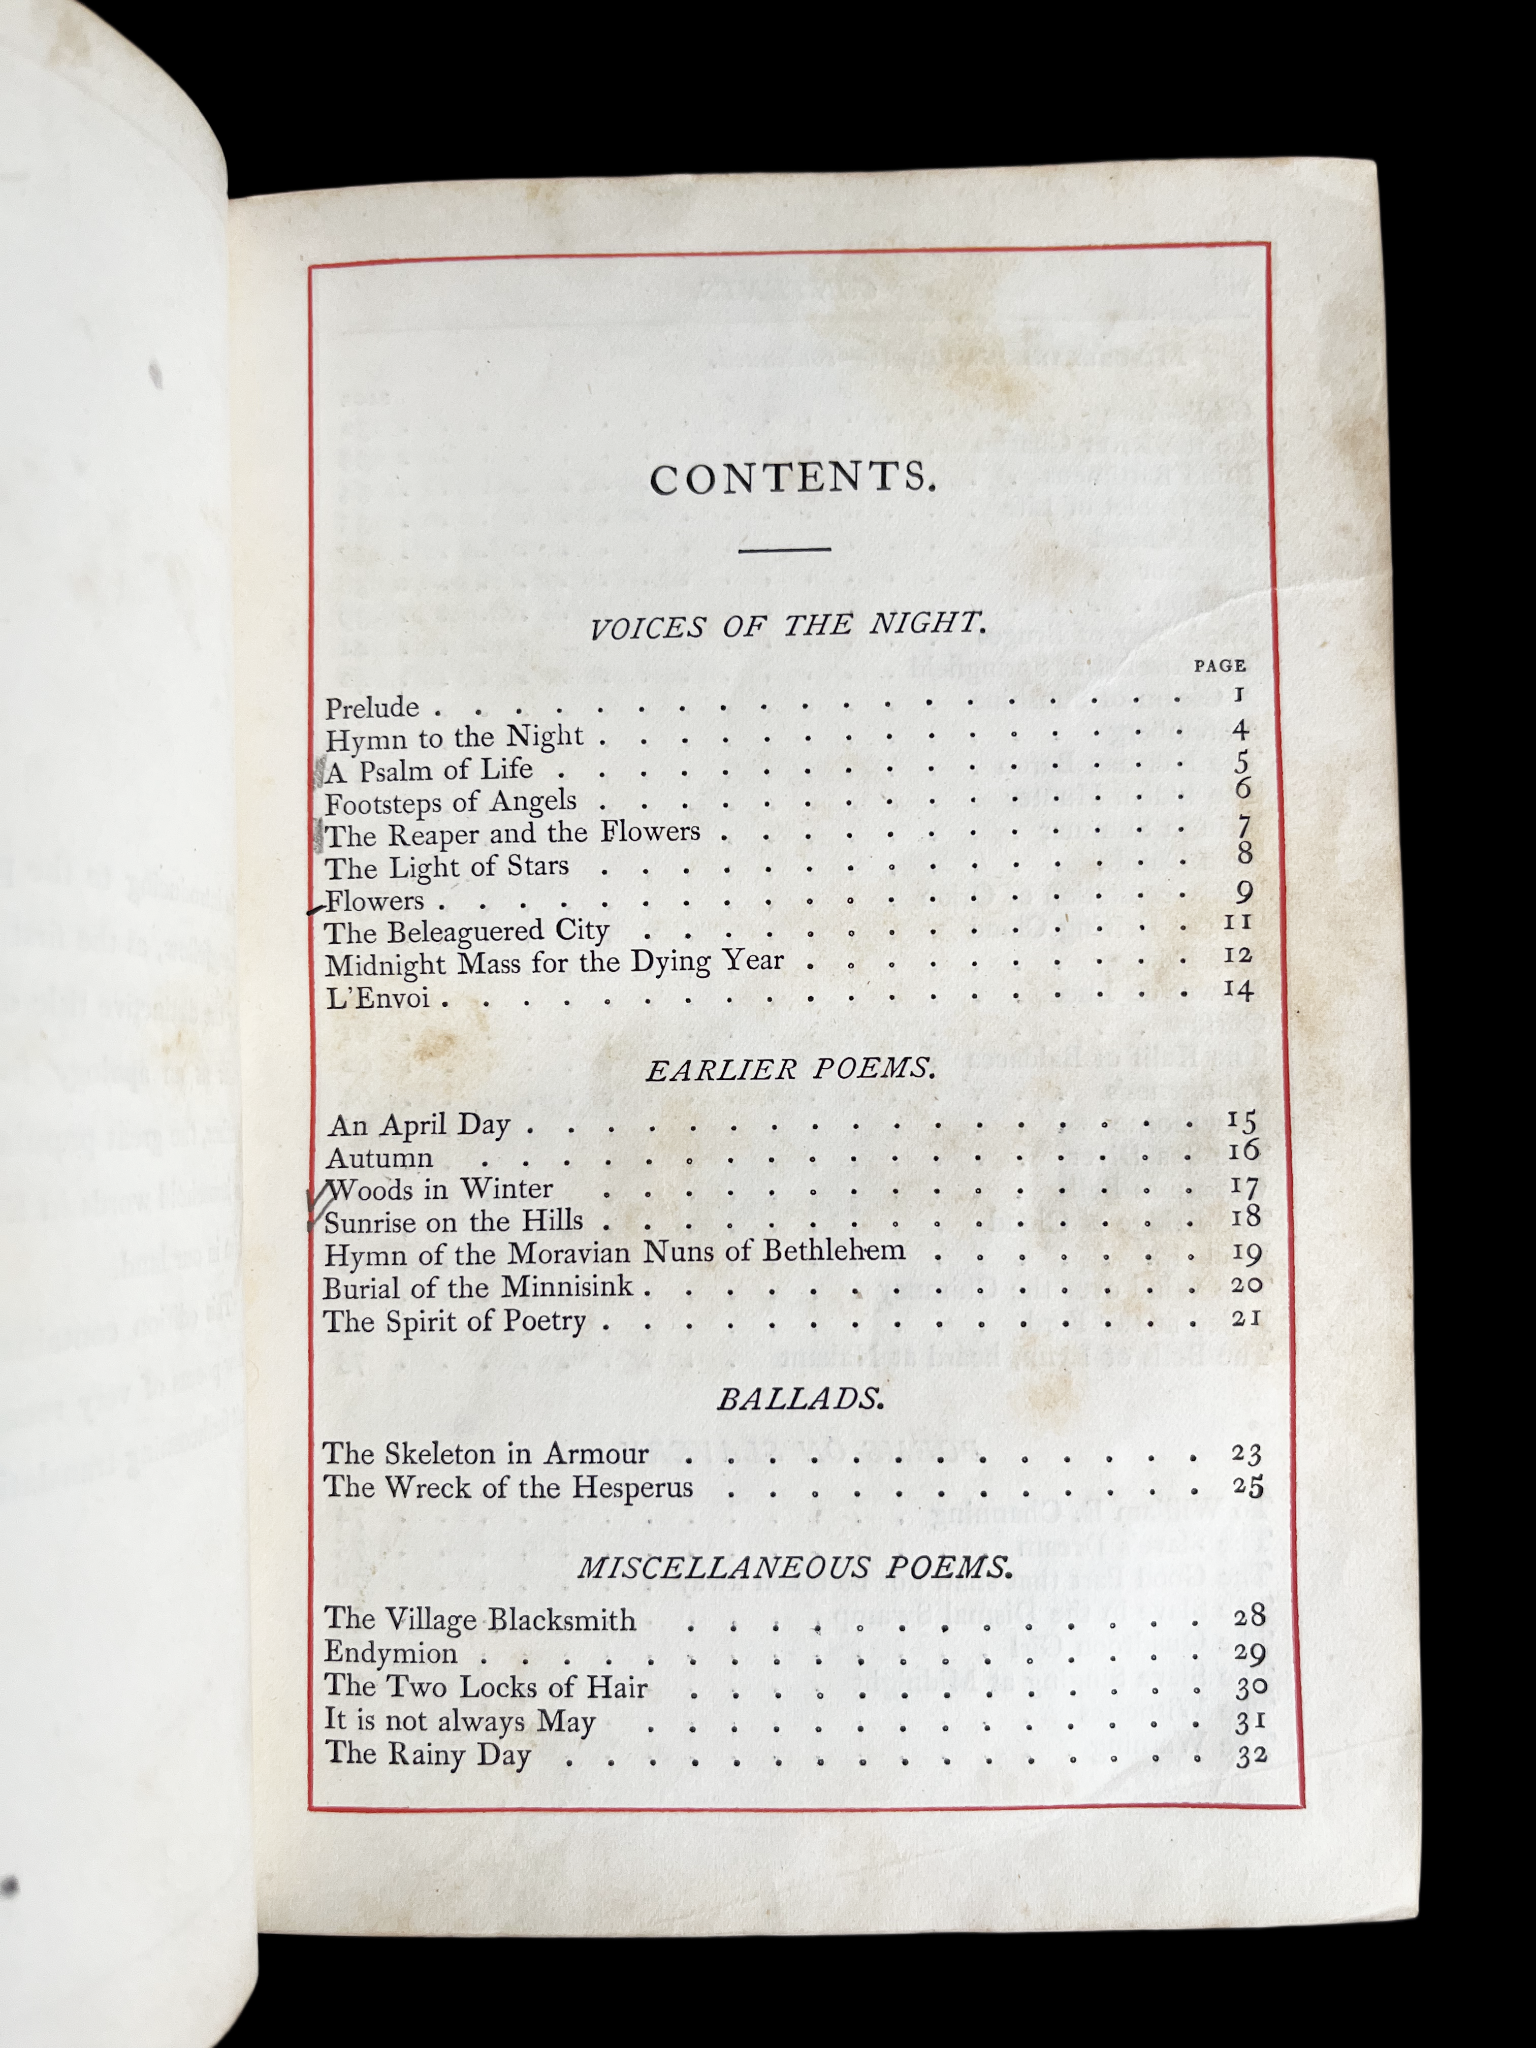 CONTENTS.
VOICES OF THE NIGHT.
PAGE
Prelude . . . . . . . . . . . . . . . . . . . 1
Hymn to the Night . . . . . . . . . . . . . . . 4
A Psalm of Life . . . . . . . . . . . . . . . . 5
Footsteps of Angels . . . . . . . . . . . . . . . 6
The Reaper and the Flowers . . . . . . . . . . . . 7
The Light of Stars . . . . . . . . . . . . . . . 8
Flowers . . . . . . . . . . . . . . . . . . . 9
The Beleaguered City . . . . . . . . . . . . . . 11
Midnight Mass for the Dying Year . . . . . . . . . . 12
L'Envoi . . . . . . . . . . . . . . . . . . . 14
EARLIER POEMS.
An April Day . . . . . . . . . . . . . . . . . 15
Autumn . . . . . . . . . . . . . . . . . . 16
Woods in Winter . . . . . . . . . . . . . . . 17
Sunrise on the Hills . . . . . . . . . . . . . . . 18
Hymn of the Moravian Nuns of Bethlehem . . . . . . . 19
Burial of the Minnisink . . . . . . . . . . . . . . 20
The Spirit of Poetry . . . . . . . . . . . . . . . 21
BALLADS.
The Skeleton in Armour . . . . . . . . . . . . . 23
The Wreck of the Hesperus . . . . . . . . . . . . 25
MISCELLANEOUS POEMS.
The Village Blacksmith . . . . . . . . . . . . . 28
Endymion . . . . . . . . . . . . . . . . . . 29
The Two Locks of Hair . . . . . . . . . . . . . 30
It is not always May . . . . . . . . . . . . . . 31
The Rainy Day . . . . . . . . . . . . . . . . 32